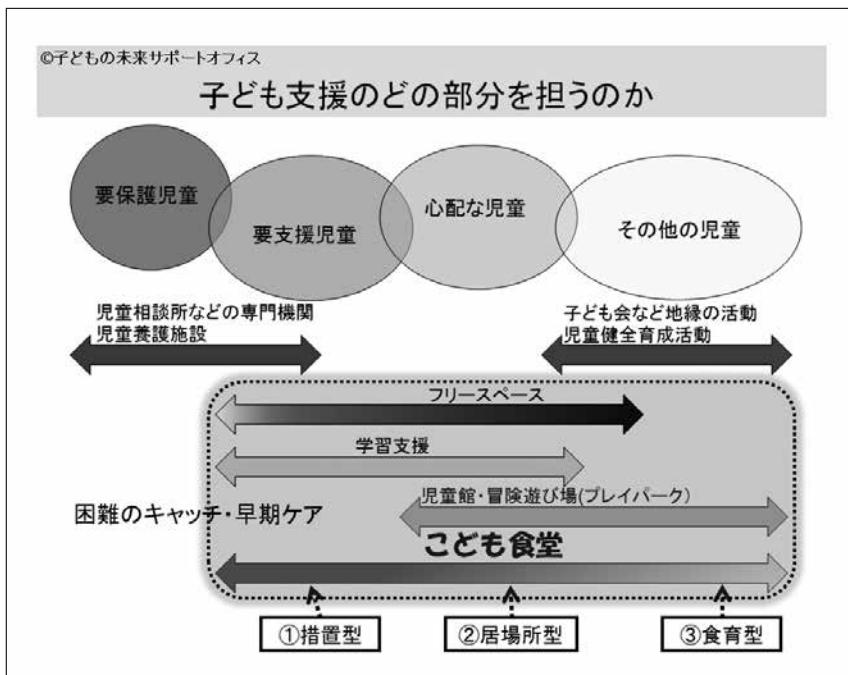 ©子どもの未来サポートオフィス
子ども支援のどの部分を担うのか
要保護児童
要支援児童
心配な児童
その他の児童
児童相談所などの専門機関
児童養護施設
子ども会など地縁の活動
児童健全育成活動
フリースペース
学習支援
児童館・冒険遊び場(プレイパーク)
困難のキャッチ・早期ケア
こども食堂
①措置型
②居場所型
③食育型